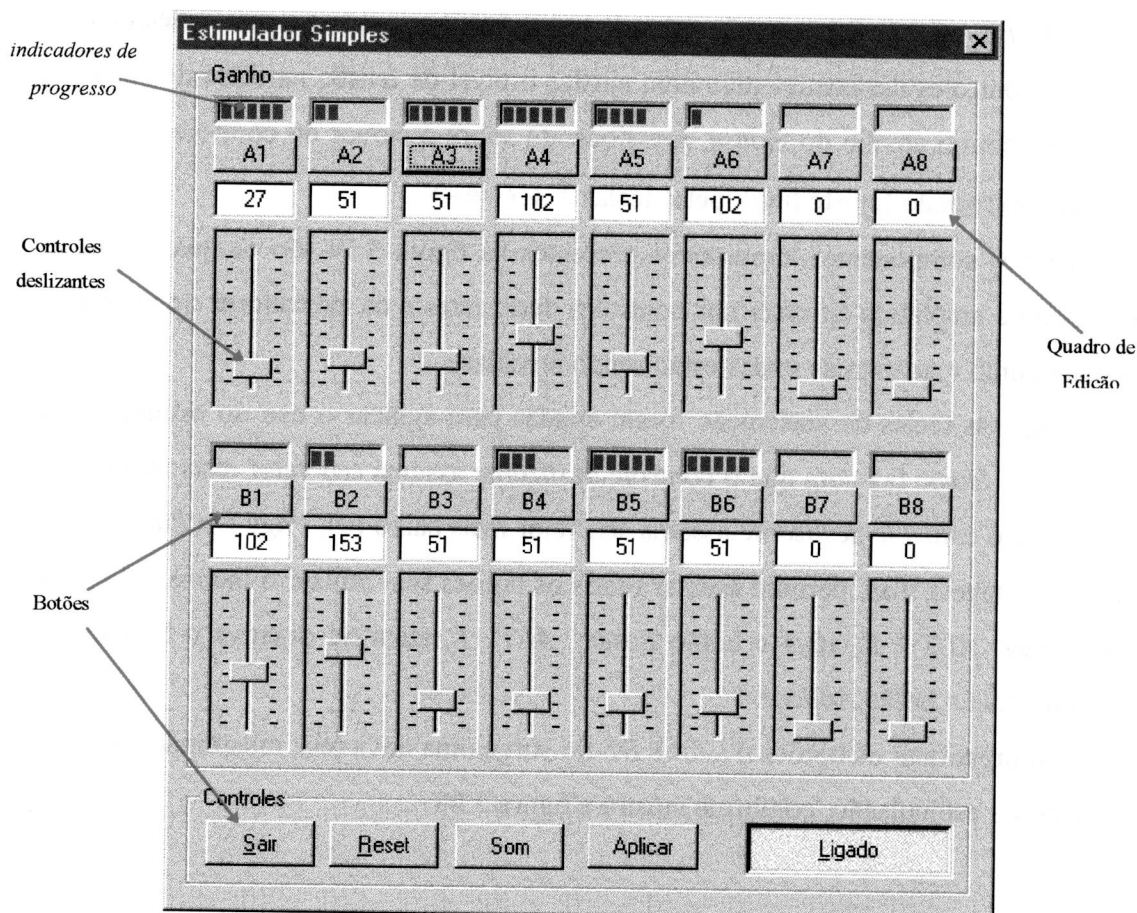 Estimulador Simples
indicadores de
progresso
Ganho
A1 A2 A3 A4 A5 A6 A7 A8
27 51 51 102 51 102 0 0
Controles
deslizantes
Quadro de
Edição
B1 B2 B3 B4 B5 B6 B7 B8
102 153 51 51 51 51 0 0
Botões
Controles
Sair Reset Som Aplicar Ligado